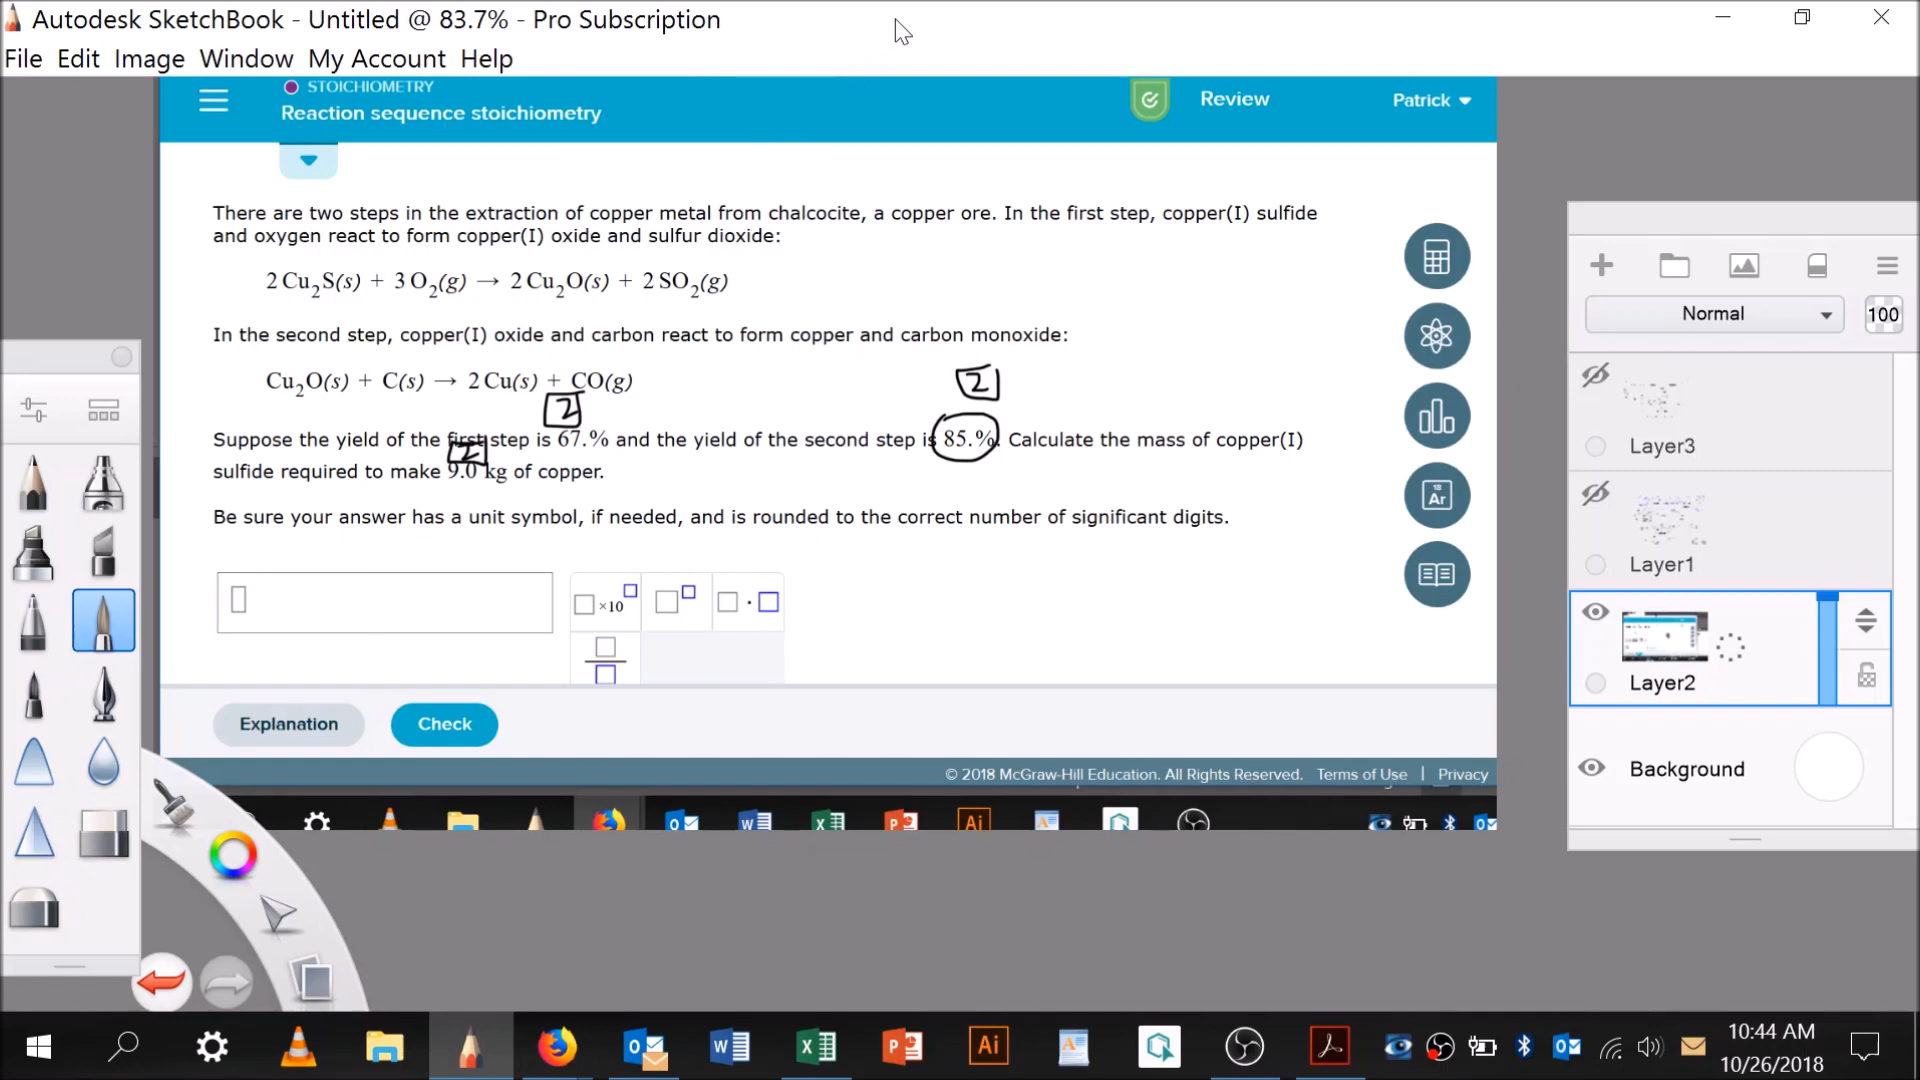 Autodesk SketchBook - Untitled @ 83.7% - Pro Subscription
File Edit Image Window My Account Help
STOICHIOMETRY
Reaction sequence stoichiometry
Review
Patrick
There are two steps in the extraction of copper metal from chalcocite, a copper ore. In the first step, copper(I) sulfide
and oxygen react to form copper(I) oxide and sulfur dioxide:
2 Cu₂S(s) + 3 O₂(g) → 2 Cu₂O(s) + 2 SO₂(g)
In the second step, copper(I) oxide and carbon react to form copper and carbon monoxide:
Cu₂O(s) + C(s) → 2 Cu(s) + CO(g)
2
2
Suppose the yield of the first step is 67.% and the yield of the second step is 85.%. Calculate the mass of copper(I)
2
sulfide required to make 9.0 kg of copper.
Be sure your answer has a unit symbol, if needed, and is rounded to the correct number of significant digits.
×10
Explanation
Check
© 2018 McGraw-Hill Education. All Rights Reserved. Terms of Use | Privacy
18
Ar
Normal
100
Layer3
Layer1
Layer2
Background
Ai
Ai
10:44 AM
10/26/2018